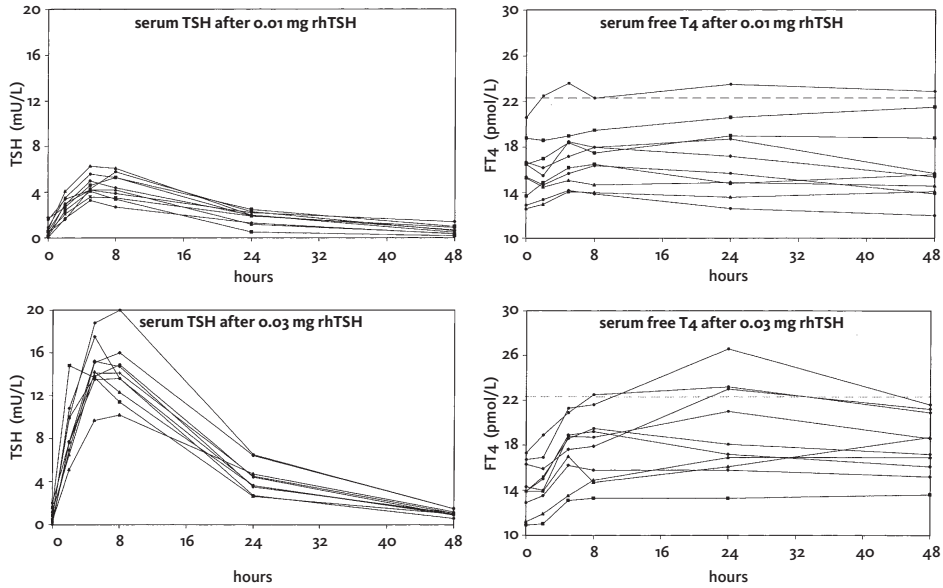 serum TSH after 0.01 mg rhTSH
20
16
12
8
4
0
TSH (mU/L)
0 8 16 24 32 40 48
hours
serum free T4 after 0.01 mg rhTSH
30
26
22
18
14
10
FT4 (pmol/L)
0 8 16 24 32 40 48
hours
serum TSH after 0.03 mg rhTSH
20
16
12
8
4
0
TSH (mU/L)
0 8 16 24 32 40 48
hours
serum free T4 after 0.03 mg rhTSH
30
26
22
18
14
10
FT4 (pmol/L)
0 8 16 24 32 40 48
hours